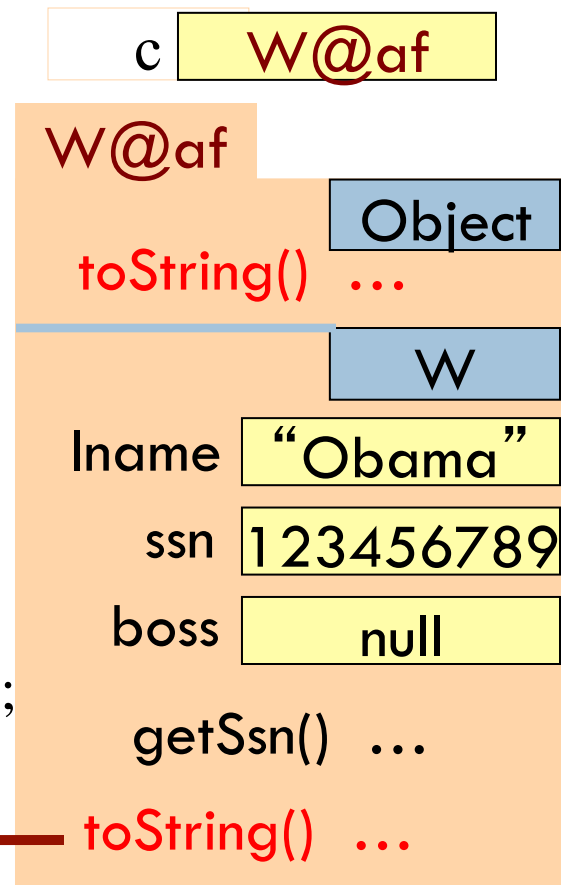 c W@af
W@af
Object
toString() ...
W
lname “Obama”
ssn 123456789
boss null
;
getSsn() ...
toString() ...